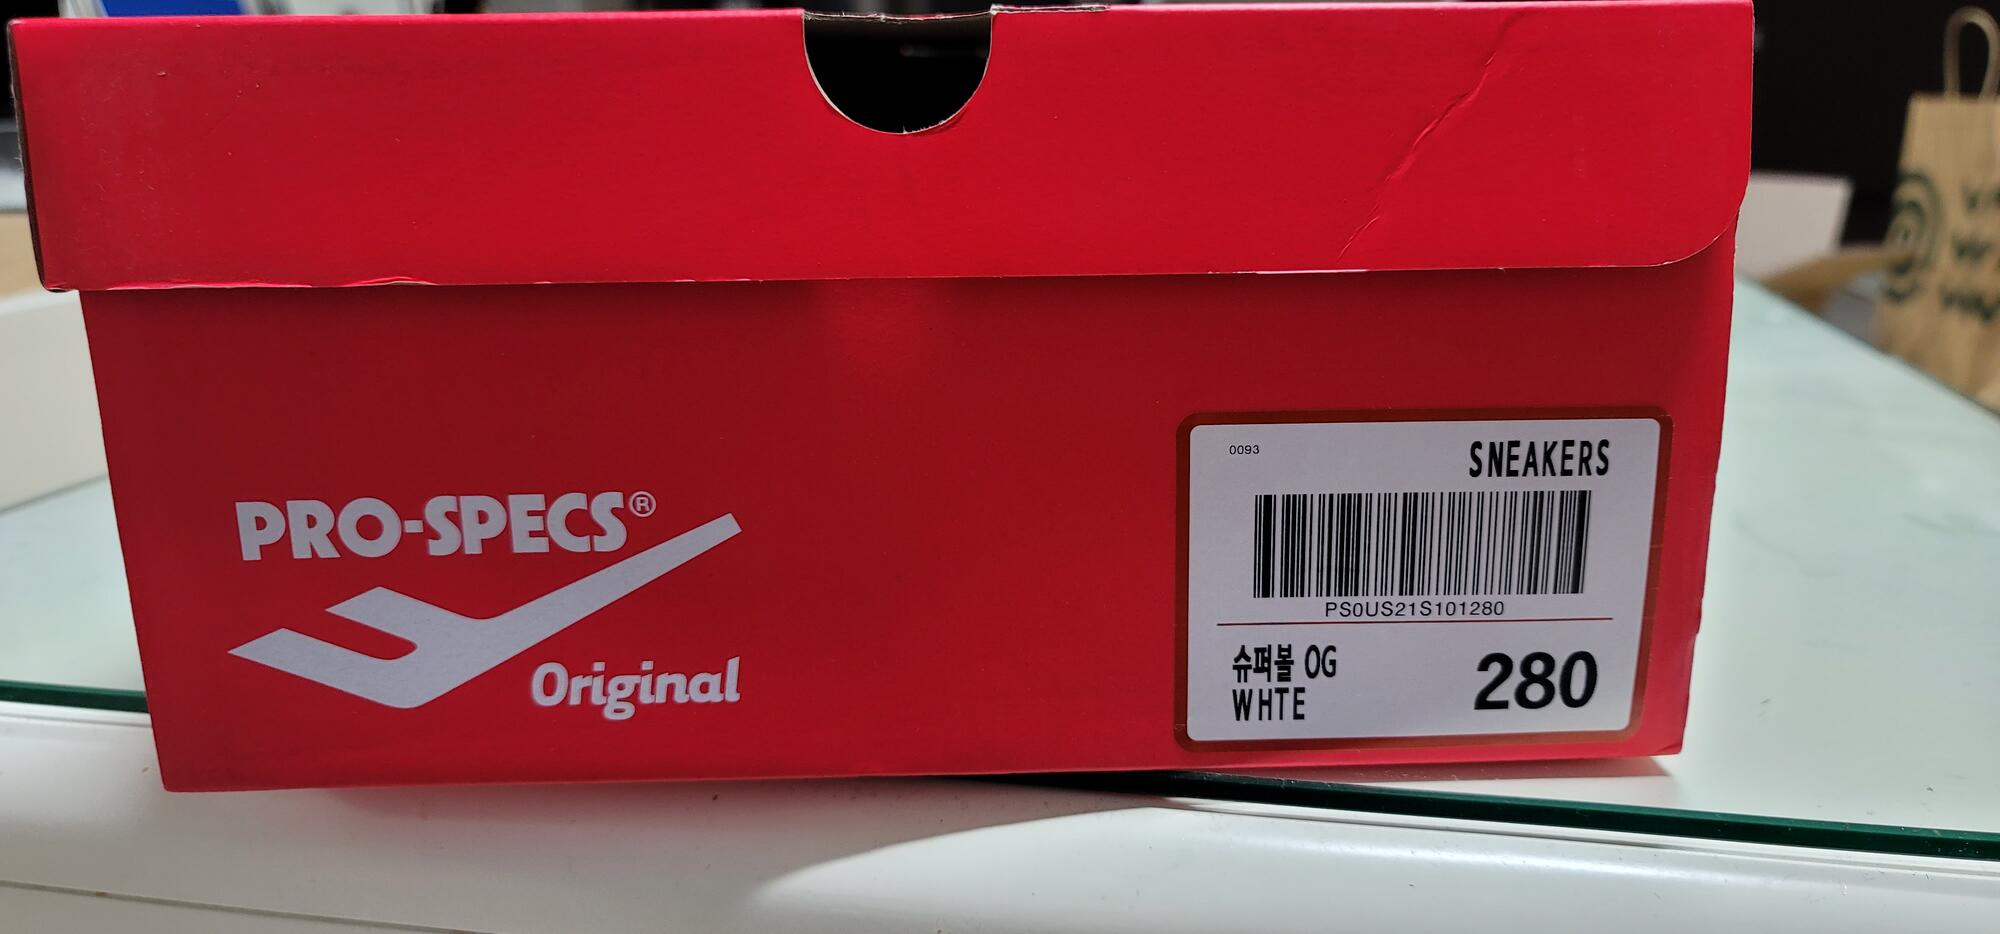 PRO-SPECS®
Original
0093
SNEAKERS
PS0US21S101280
슈퍼볼 OG
WHTE
280